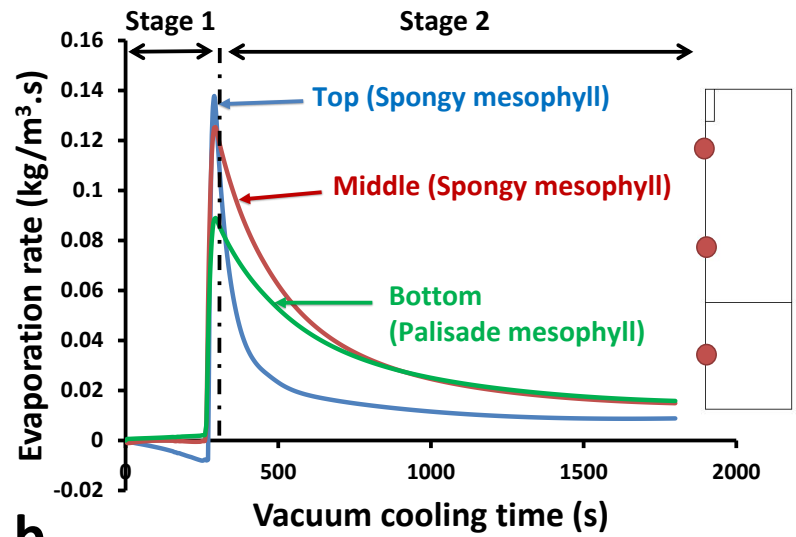 Stage 1 Stage 2
0.16
0.14
0.12
0.1
0.08
0.06
0.04
0.02
0
-0.02
Evaporation rate (kg/m³.s)
Top (Spongy mesophyll)
Middle (Spongy mesophyll)
Bottom
(Palisade mesophyll)
0 500 1000 1500 2000
Vacuum cooling time (s)